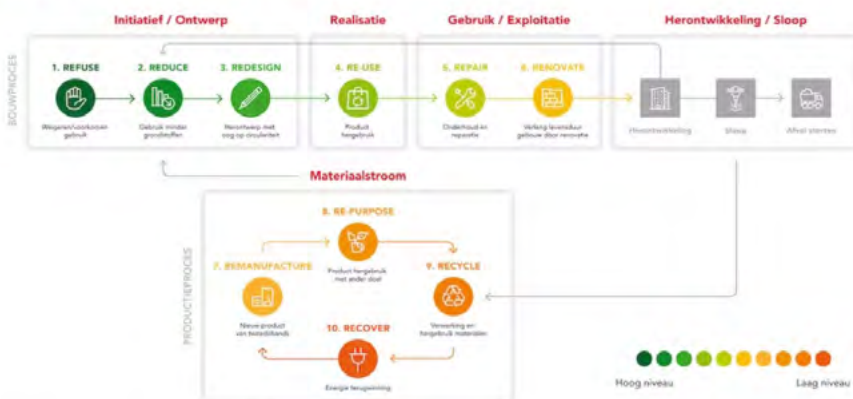 Initiatief / Ontwerp
Realisatie
Gebruik / Exploitatie
Herontwikkeling / Sloop
BOUWPROCES
1. REFUSE
2. REDUCE
3. REDESIGN
4. RE-USE
5. REPAIR
6. RENOVATE
Weigeren/voorkomen
gebruik
Gebruik minder
grondstoffen
Herontwerp met
oog op circulariteit
Product
hergebruik
Onderhoud en
reparatie
Verleng levensduur
gebouw door renovatie
Herontwikkeling
Sloop
Afval storten
Materiaalstroom
PRODUCTIEPROCES
8. RE-PURPOSE
Product hergebruik
met ander doel
7. REMANUFACTURE
Nieuw product
van tweedehands
9. RECYCLE
Verwerking en
hergebruik materialen
10. RECOVER
Energie terugwinning
Hoog niveau
Laag niveau